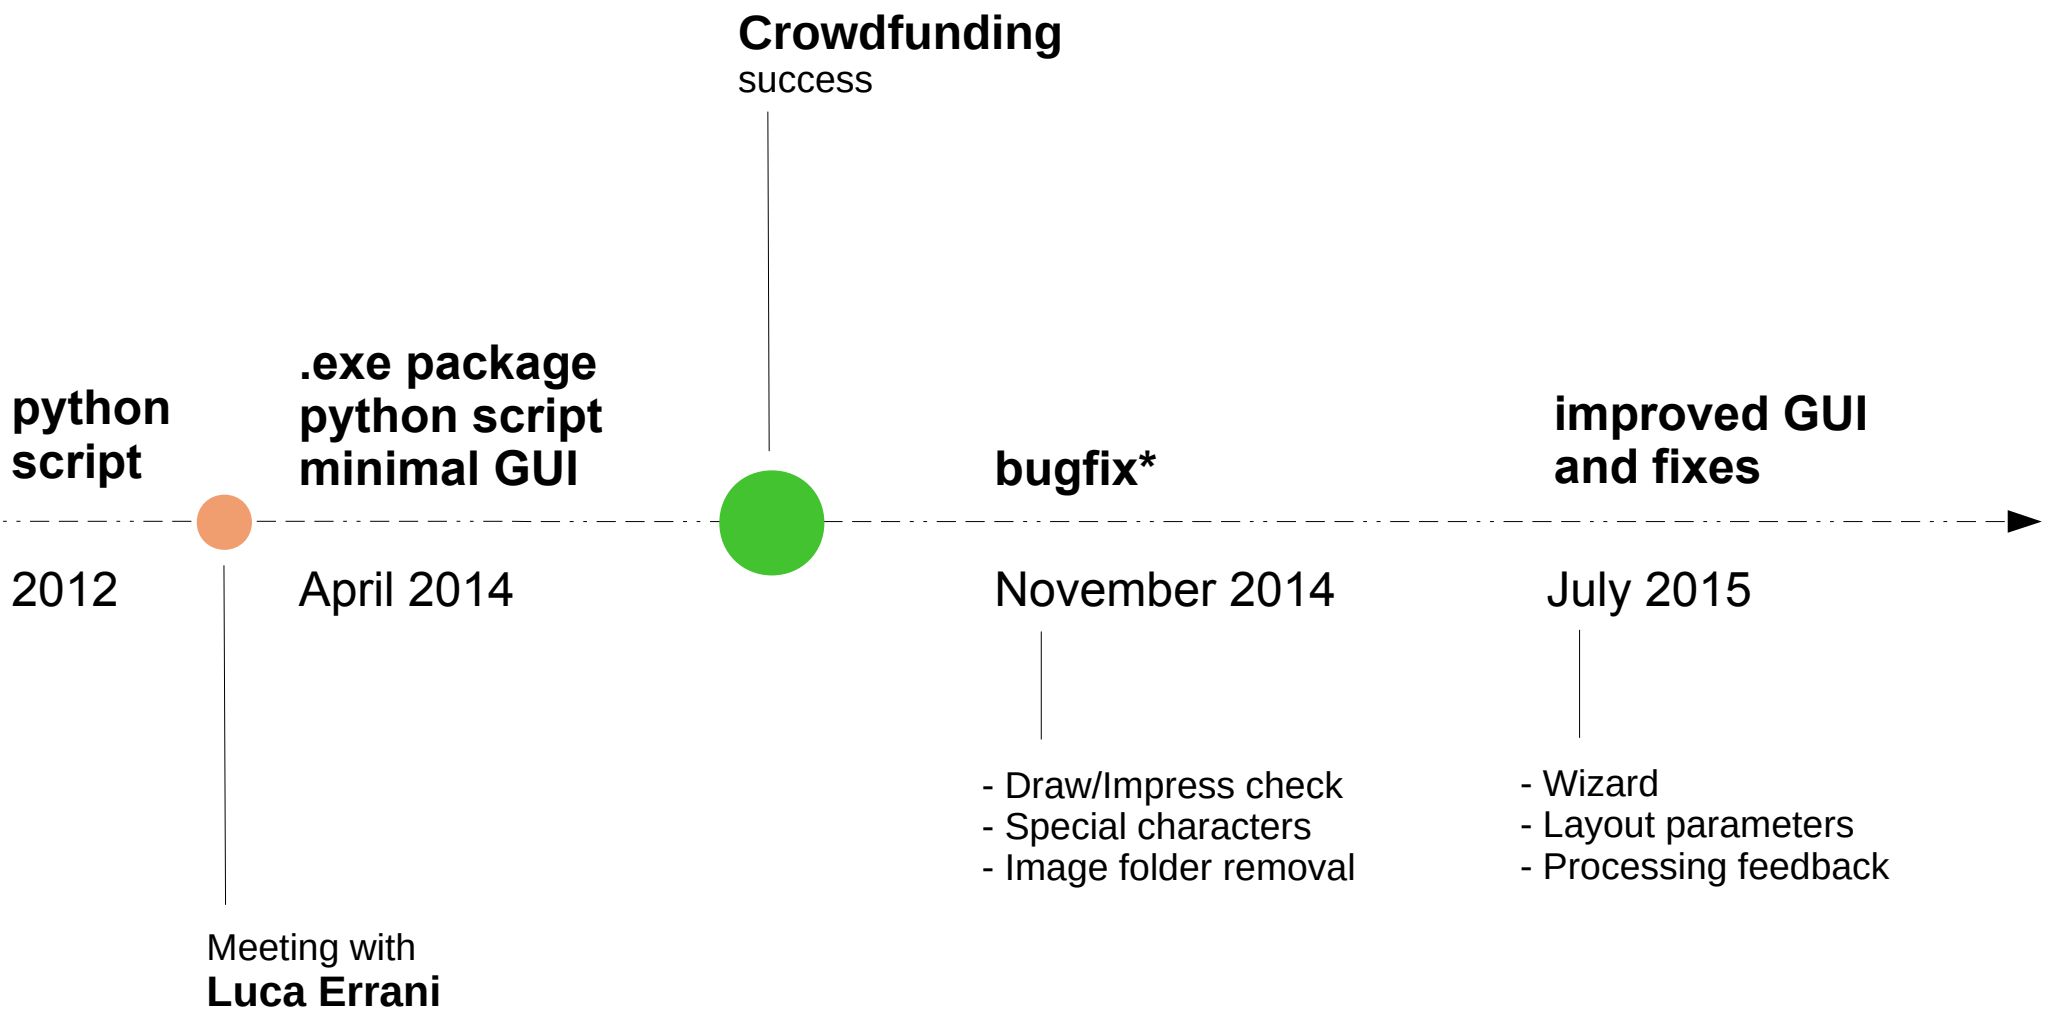 Crowdfunding
success
python
script
.exe package
python script
minimal GUI
bugfix*
improved GUI
and fixes
2012
April 2014
November 2014
July 2015
- Draw/Impress check
- Special characters
- Image folder removal
- Wizard
- Layout parameters
- Processing feedback
Meeting with
Luca Errani